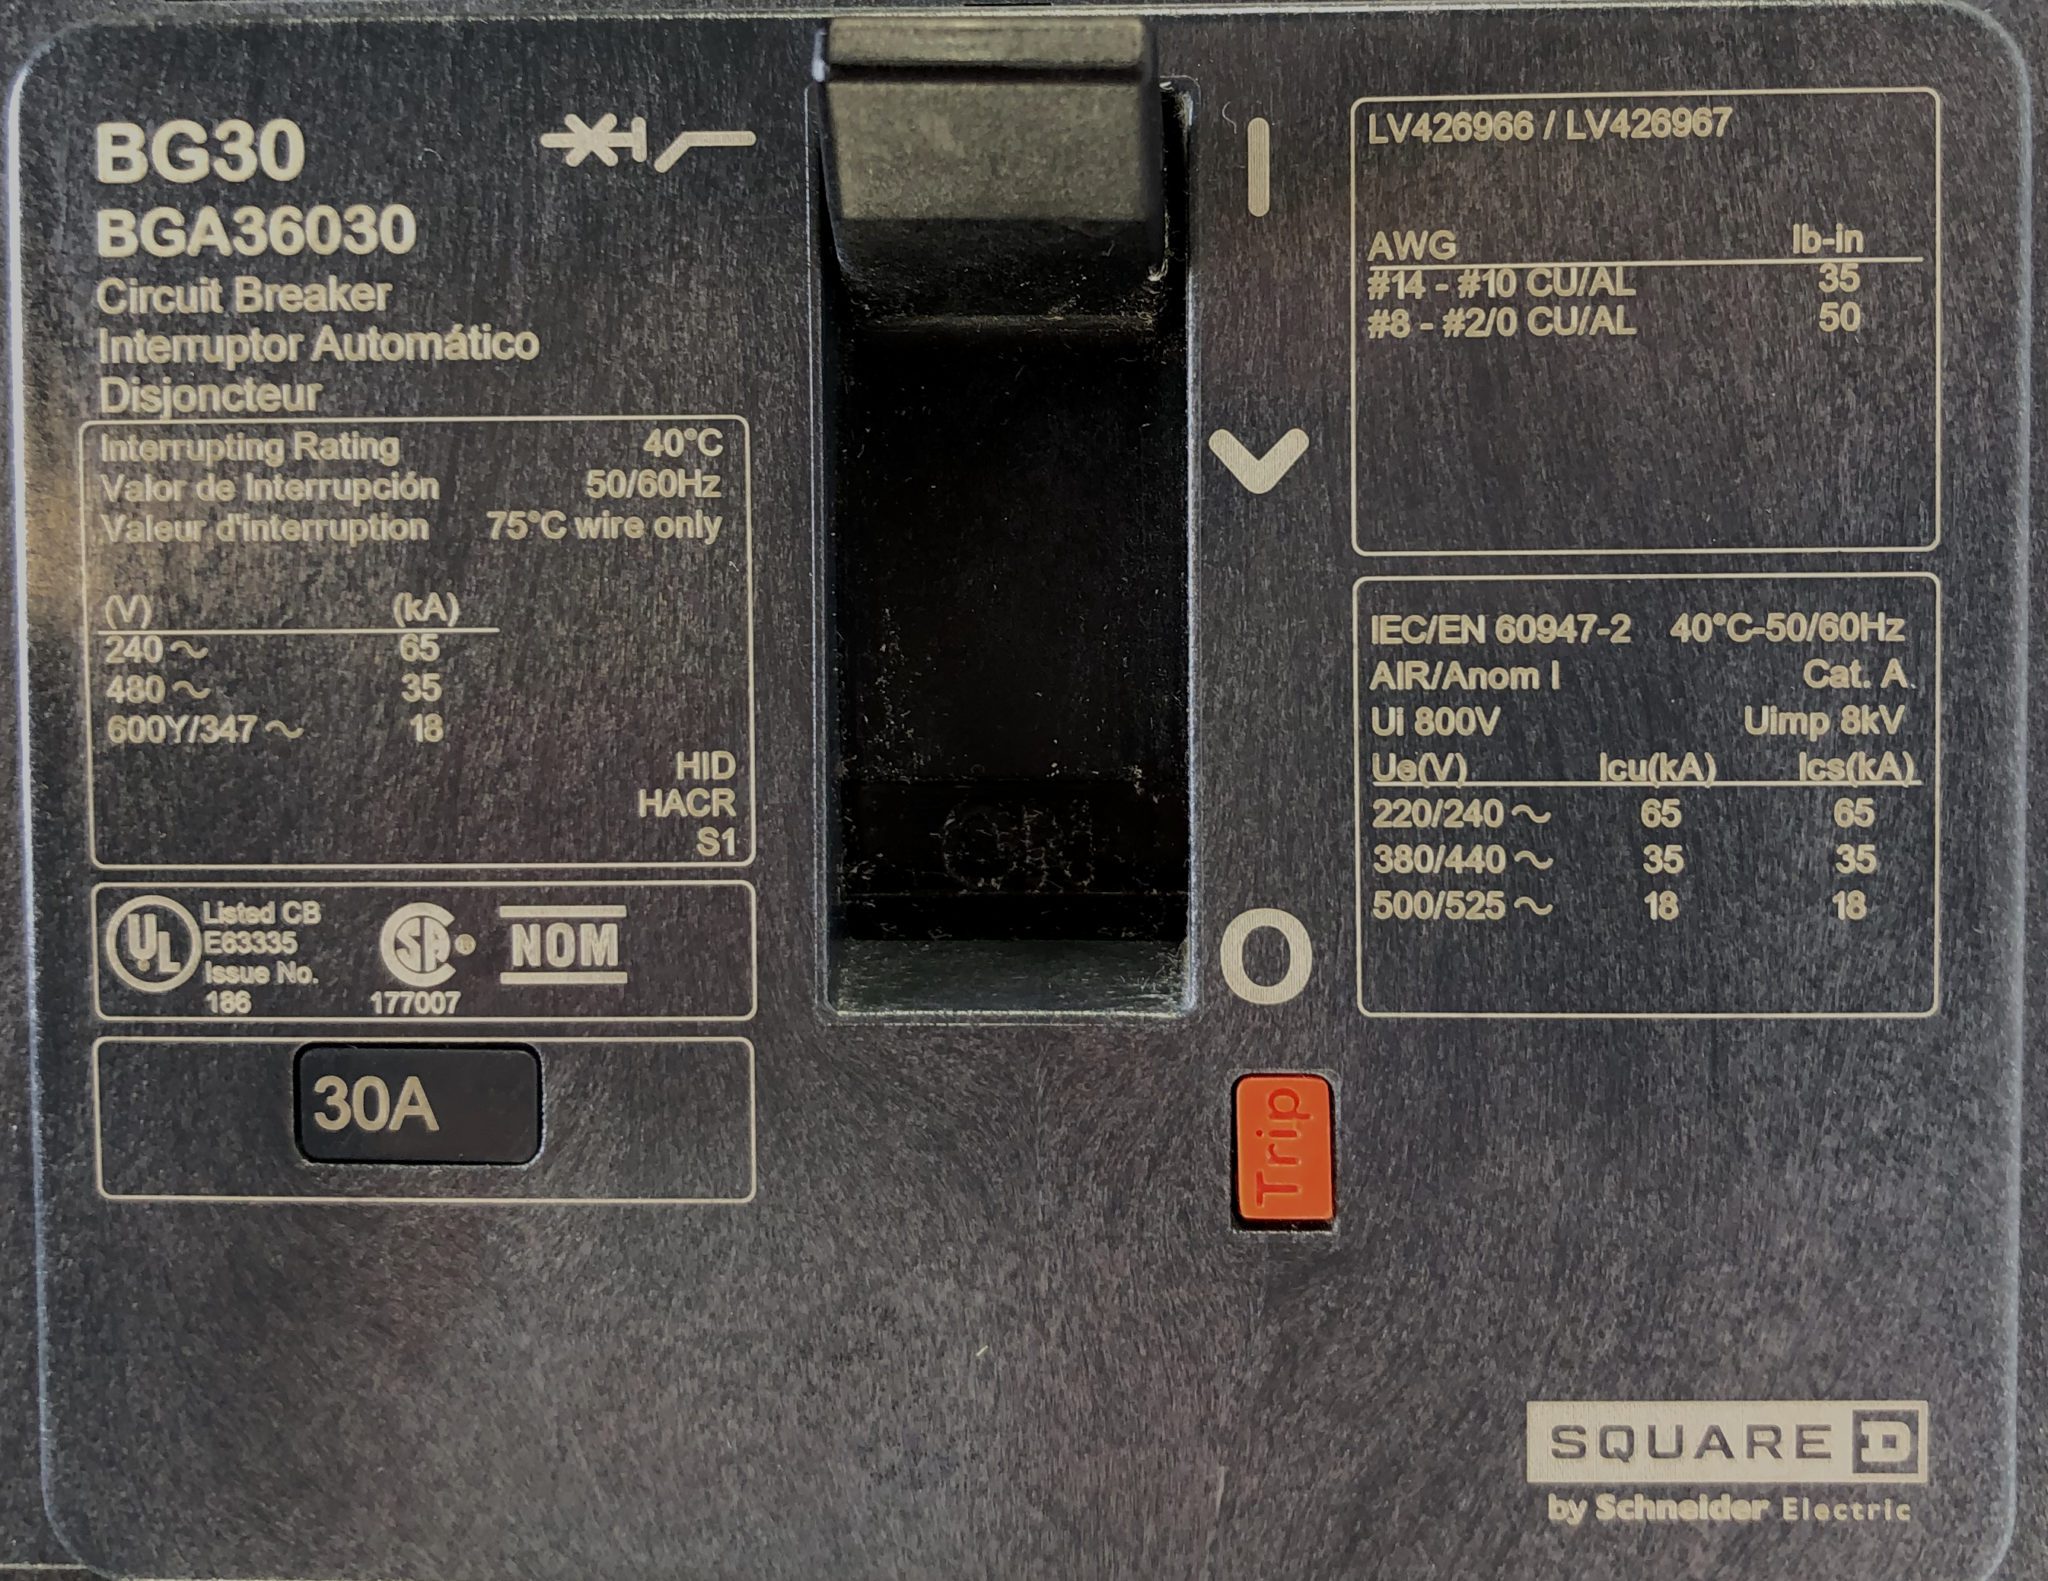 BG30
BGA36030
Circuit Breaker
Interruptor Automático
Disjoncteur
Interrupting Rating 40°C
Valor de Interrupción 50/60Hz
Valeur d'interruption 75°C wire only
(V) (kA)
240 ~ 65
480 ~ 35
600Y/347 ~ 18
HID
HACR
S1
UL Listed CB
E63335
Issue No.
186
SA ®
177007
NOM
30A
I
O
Trip
LV426966 / LV426967
AWG lb-in
#14 - #10 CU/AL 35
#8 - #2/0 CU/AL 50
IEC/EN 60947-2 40°C-50/60Hz
AIR/Anom I Cat. A
Ui 800V Uimp 8kV
Ue(V) Icu(kA) Ics(kA)
220/240 ~ 65 65
380/440 ~ 35 35
500/525 ~ 18 18
SQUARE D
by Schneider Electric